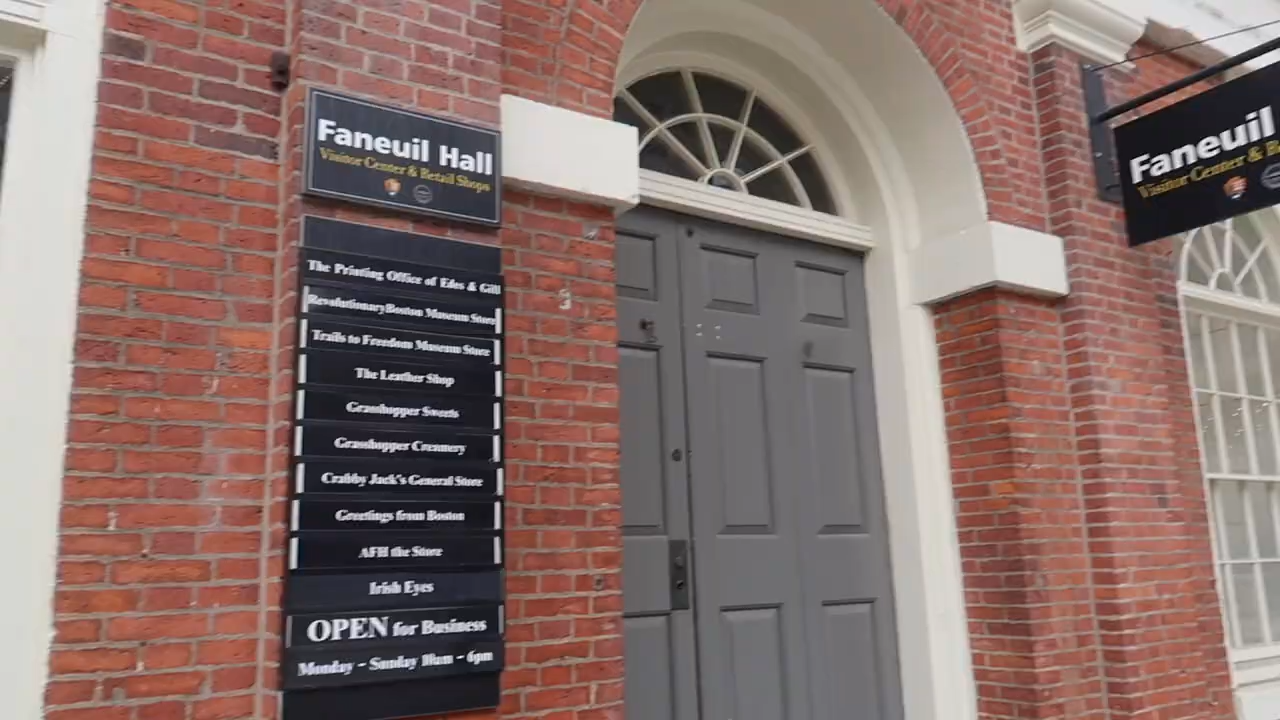 Faneuil Hall
Visitor Center & Retail Shops
The Printing Office of Edes & Gill
Revolutionary Boston Museum Store
Trails to Freedom Museum Store
The Leather Shop
Grasshopper Sweets
Grasshopper Creamery
Crabby Jack's General Store
Greetings from Boston
AFH the Store
Irish Eyes
OPEN for Business
Monday - Sunday 10am - 6pm
Faneuil
Visitor Center &